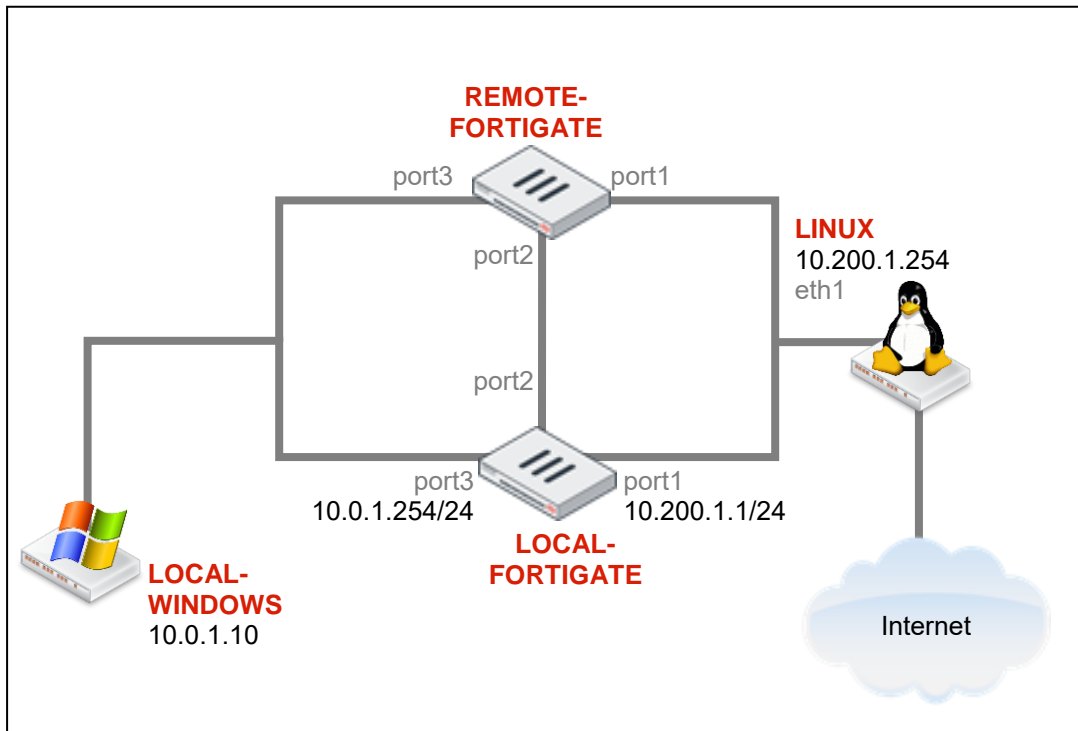 REMOTE-
FORTIGATE
port3
port1
port2
LINUX
10.200.1.254
eth1
port2
port3
10.0.1.254/24
port1
10.200.1.1/24
LOCAL-
FORTIGATE
LOCAL-
WINDOWS
10.0.1.10
Internet